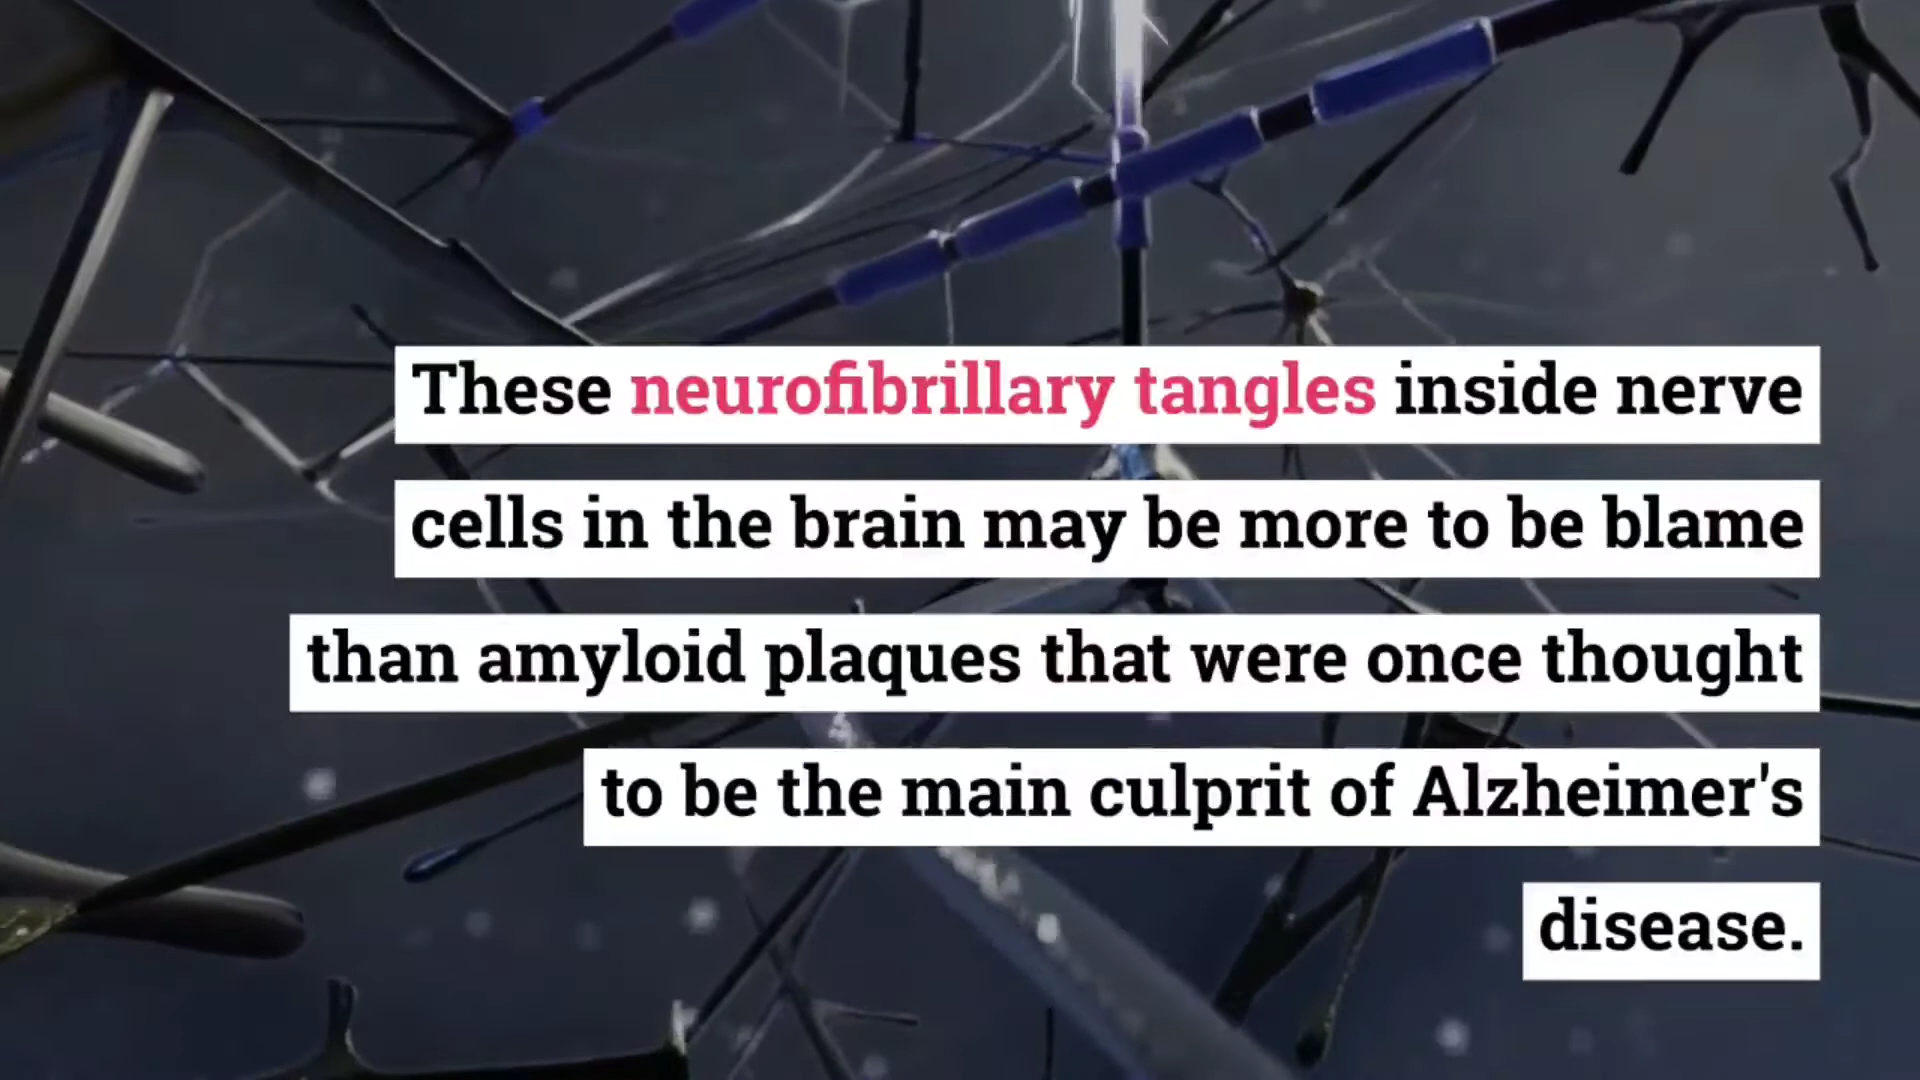 These neurofibrillary tangles inside nerve
cells in the brain may be more to be blame
than amyloid plaques that were once thought
to be the main culprit of Alzheimer's
disease.